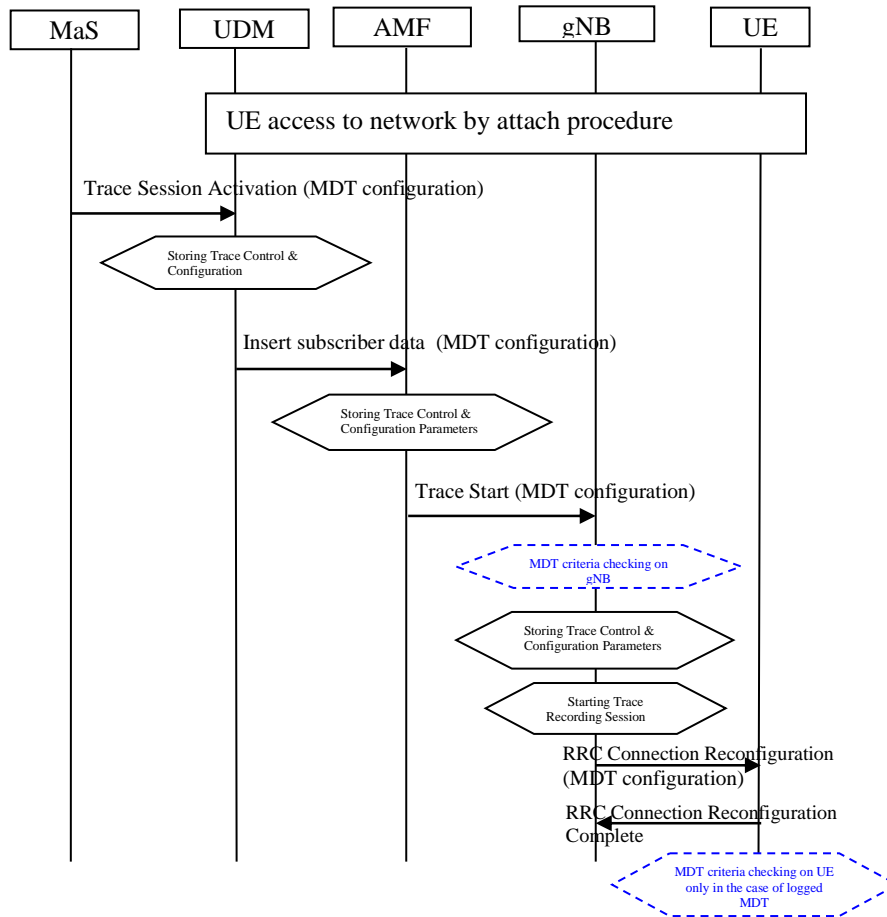 MaS UDM AMF gNB UE
UE access to network by attach procedure
Trace Session Activation (MDT configuration)
Storing Trace Control &
Configuration
Insert subscriber data (MDT configuration)
Storing Trace Control &
Configuration Parameters
Trace Start (MDT configuration)
MDT criteria checking on
gNB
Storing Trace Control &
Configuration Parameters
Starting Trace
Recording Session
RRC Connection Reconfiguration
(MDT configuration)
RRC Connection Reconfiguration
Complete
MDT criteria checking on UE
only in the case of logged
MDT